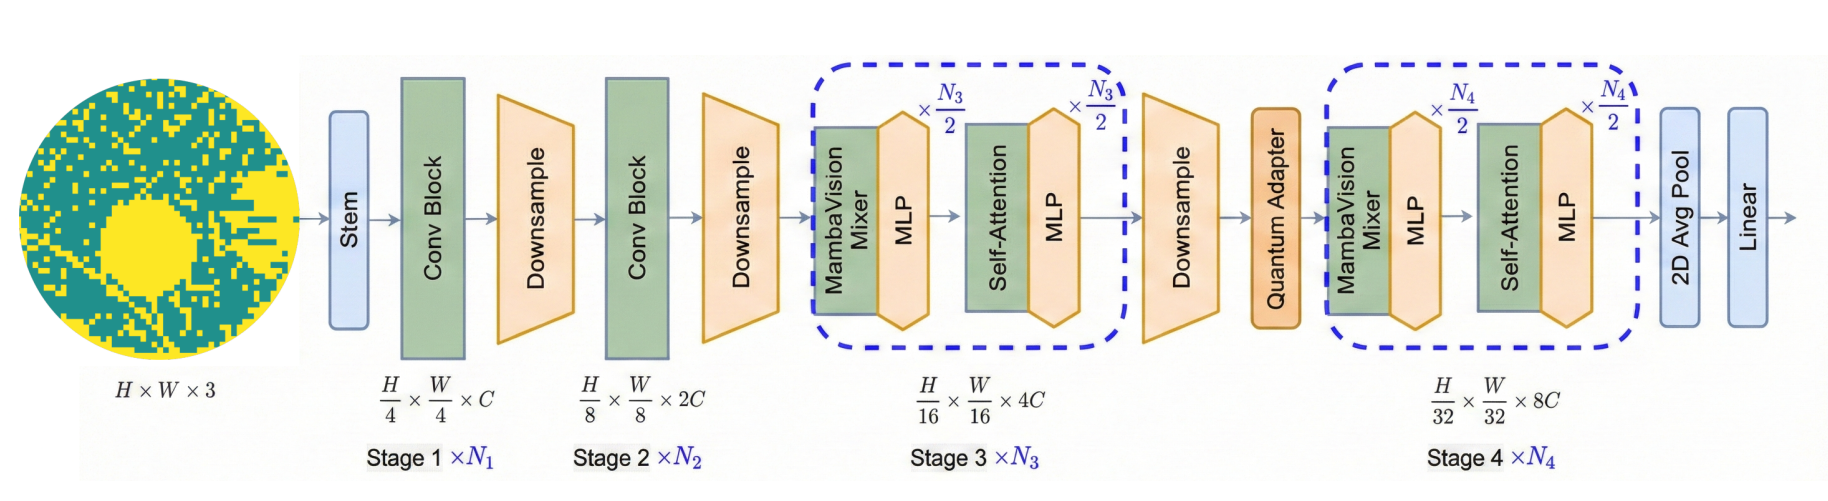 H × W × 3
Stem
Conv Block
Downsample
Conv Block
Downsample
MambaVision
Mixer
MLP
× N3/2
Self-Attention
MLP
× N3/2
Downsample
Quantum Adapter
MambaVision
Mixer
MLP
× N4/2
Self-Attention
MLP
× N4/2
2D Avg Pool
Linear
H/4 × W/4 × C
H/8 × W/8 × 2C
H/16 × W/16 × 4C
H/32 × W/32 × 8C
Stage 1 ×N1
Stage 2 ×N2
Stage 3 ×N3
Stage 4 ×N4